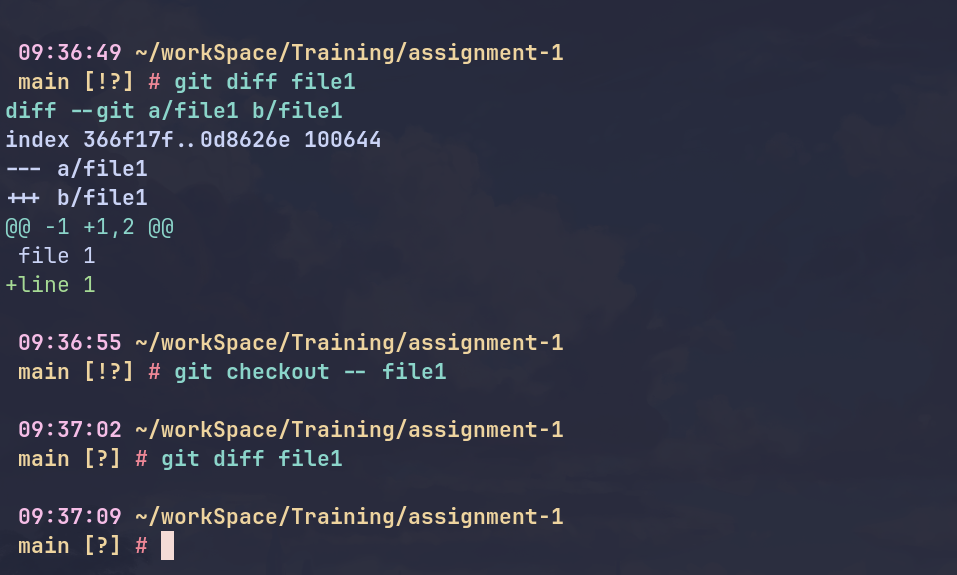 09:36:49 ~/workSpace/Training/assignment-1
main [!?] # git diff file1
diff --git a/file1 b/file1
index 366f17f..0d8626e 100644
--- a/file1
+++ b/file1
@@ -1 +1,2 @@
file 1
+line 1
09:36:55 ~/workSpace/Training/assignment-1
main [!?] # git checkout -- file1
09:37:02 ~/workSpace/Training/assignment-1
main [?] # git diff file1
09:37:09 ~/workSpace/Training/assignment-1
main [?] #